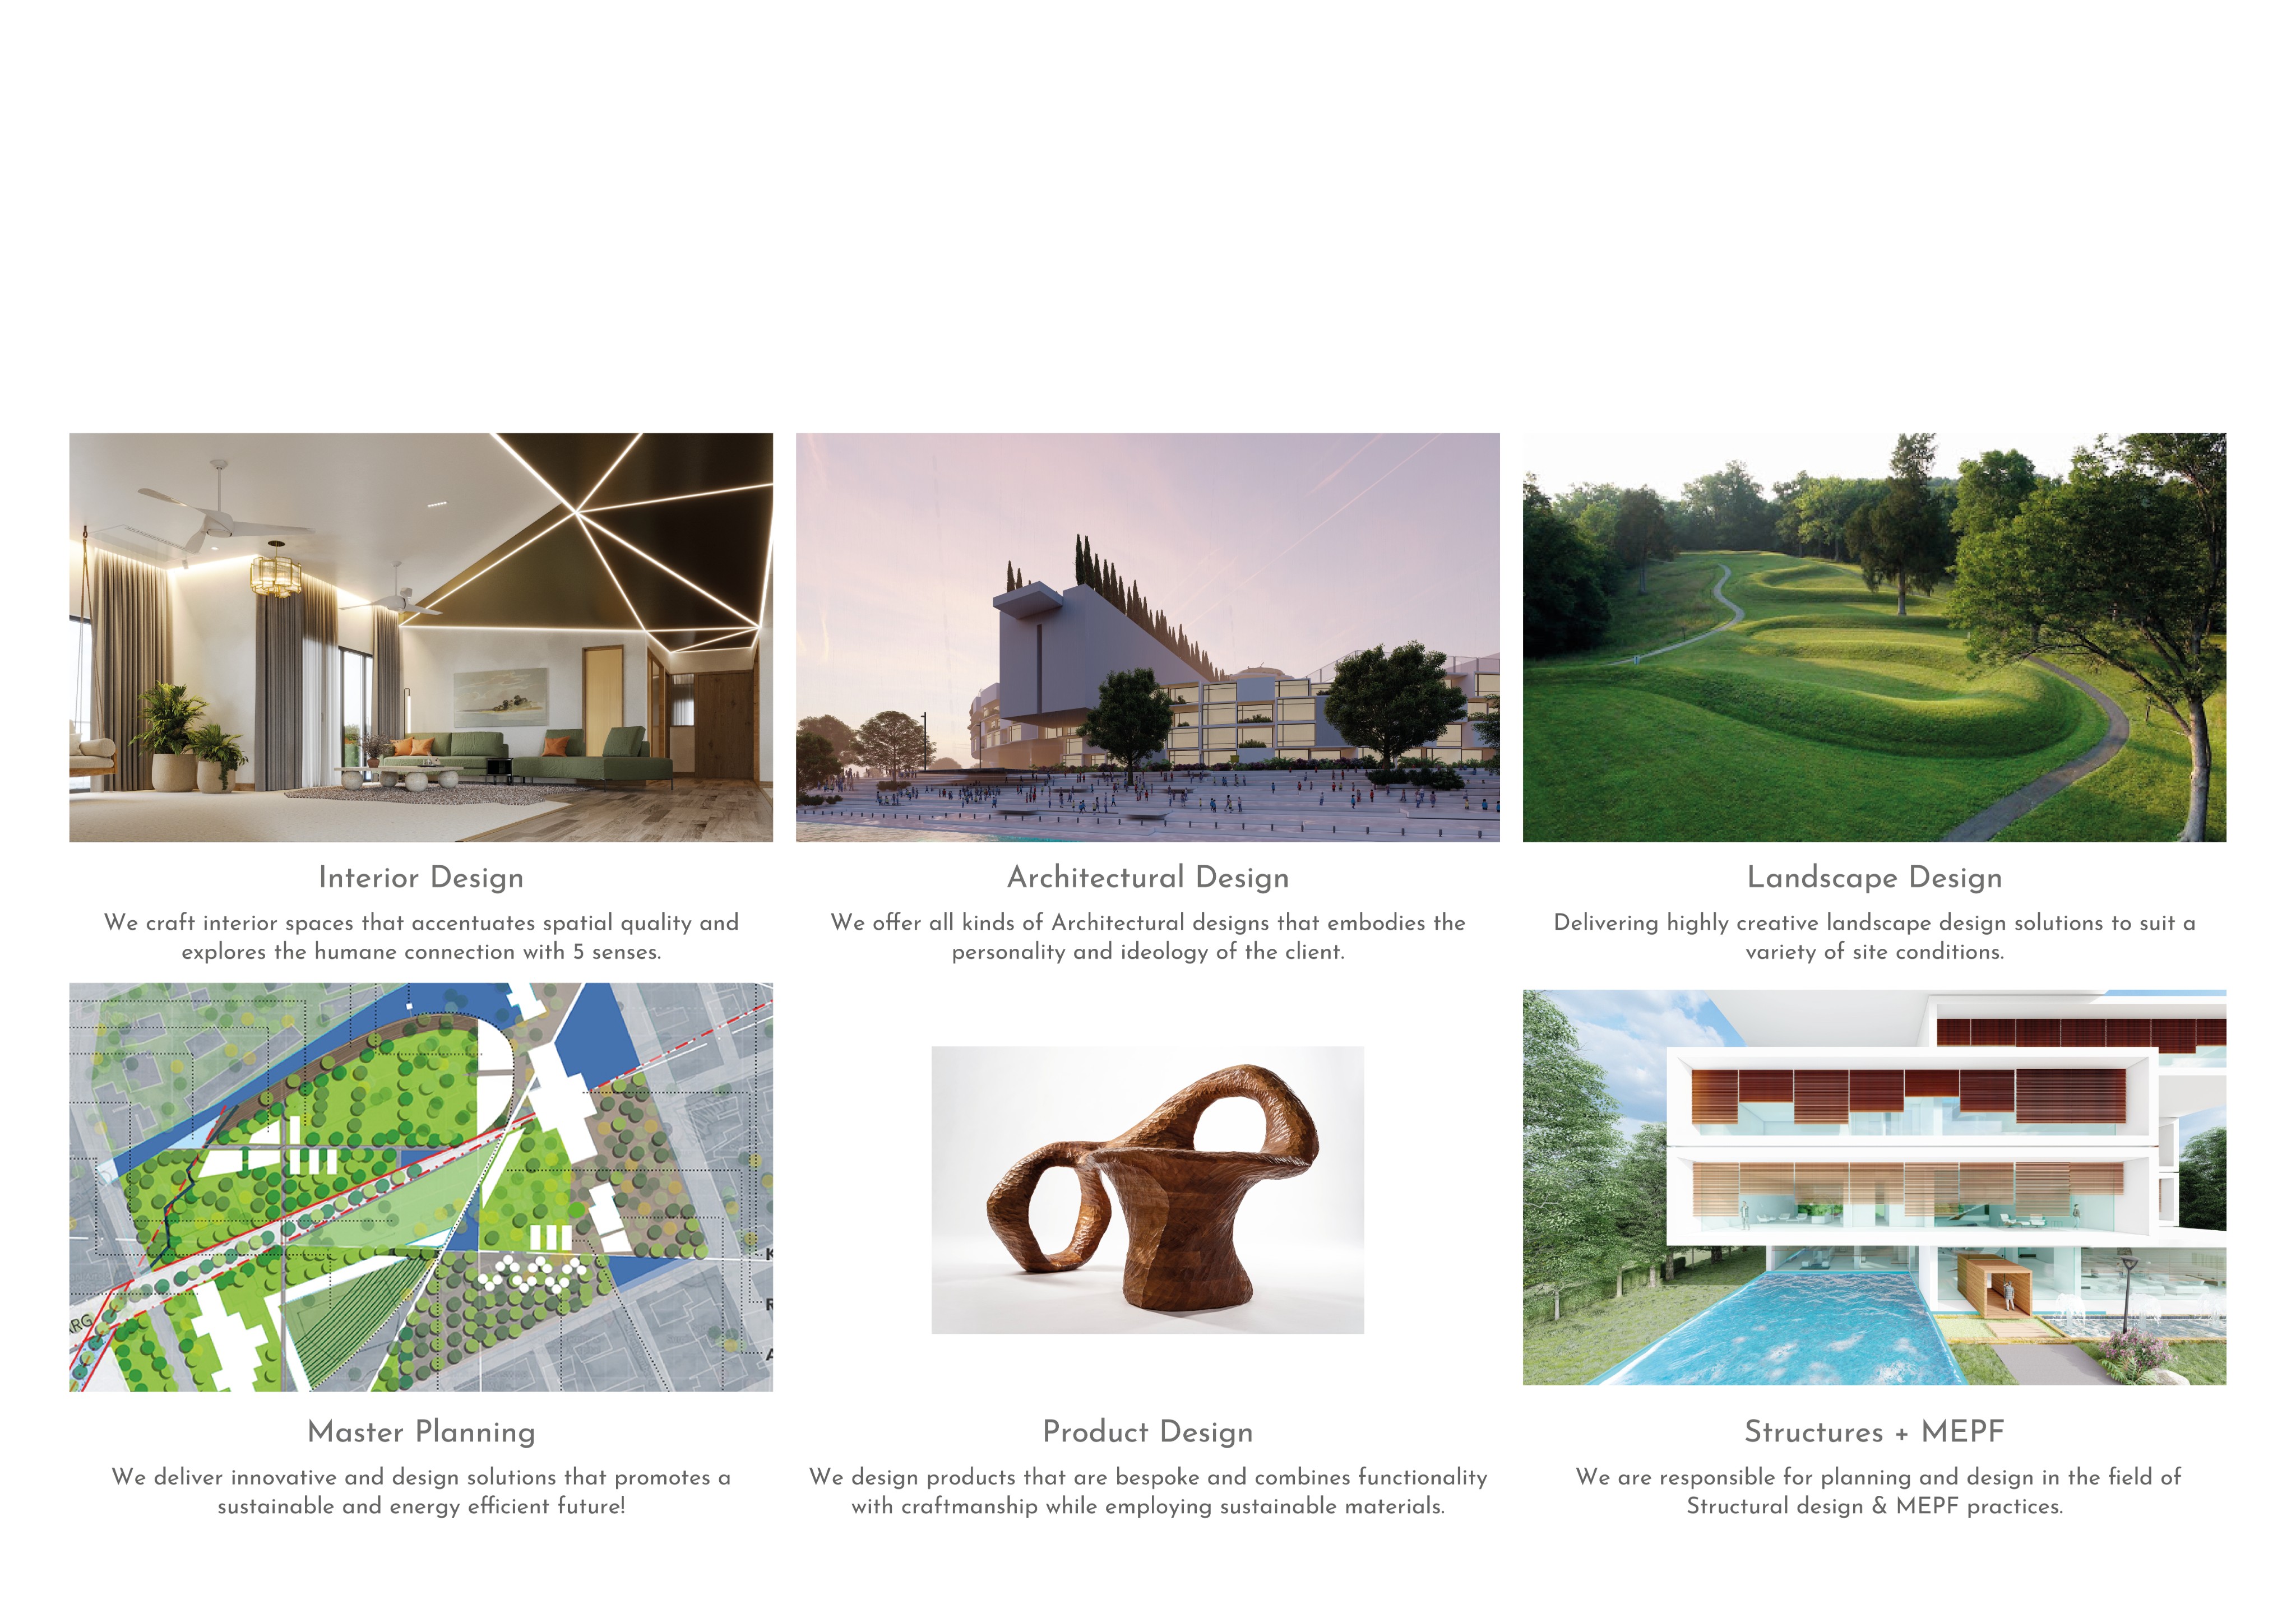 Interior Design
We craft interior spaces that accentuates spatial quality and
explores the humane connection with 5 senses.
Architectural Design
We offer all kinds of Architectural designs that embodies the
personality and ideology of the client.
Landscape Design
Delivering highly creative landscape design solutions to suit a
variety of site conditions.
ARG
K
R
A
Master Planning
We deliver innovative and design solutions that promotes a
sustainable and energy efficient future!
Product Design
We design products that are bespoke and combines functionality
with craftmanship while employing sustainable materials.
Structures + MEPF
We are responsible for planning and design in the field of
Structural design & MEPF practices.